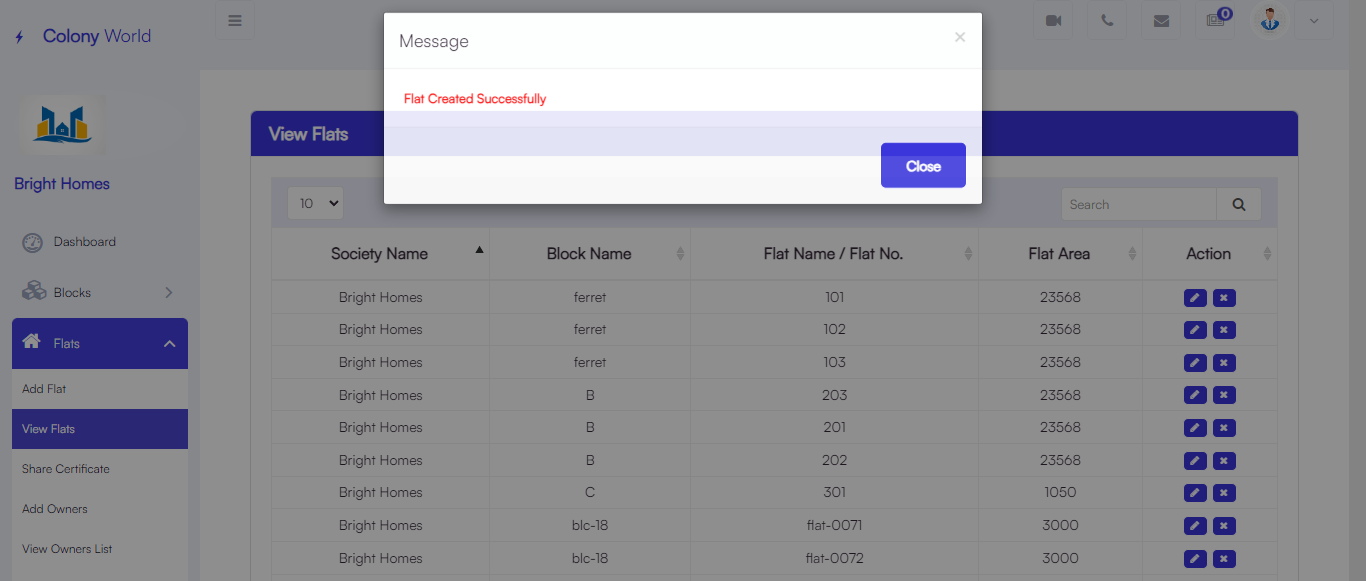 Colony World
0
Message
×
Flat Created Successfully
Close
Bright Homes
Dashboard
Blocks
Flats
Add Flat
View Flats
Share Certificate
Add Owners
View Owners List
View Flats
10
Search
Society Name Block Name Flat Name / Flat No. Flat Area Action
Bright Homes ferret 101 23568
Bright Homes ferret 102 23568
Bright Homes ferret 103 23568
Bright Homes B 203 23568
Bright Homes B 201 23568
Bright Homes B 202 23568
Bright Homes C 301 1050
Bright Homes blc-18 flat-0071 3000
Bright Homes blc-18 flat-0072 3000